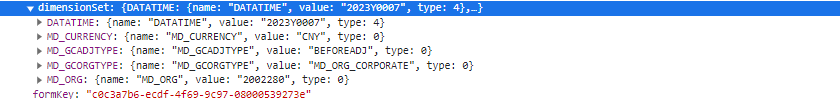 ▼ dimensionSet: {DATATIME: {name: "DATATIME", value: "2023Y0007", type: 4},…}
▶ DATATIME: {name: "DATATIME", value: "2023Y0007", type: 4}
▶ MD_CURRENCY: {name: "MD_CURRENCY", value: "CNY", type: 0}
▶ MD_GCADJTYPE: {name: "MD_GCADJTYPE", value: "BEFOREADJ", type: 0}
▶ MD_GCORGTYPE: {name: "MD_GCORGTYPE", value: "MD_ORG_CORPORATE", type: 0}
▶ MD_ORG: {name: "MD_ORG", value: "2002280", type: 0}
formKey: "c0c3a7b6-ecdf-4f69-9c97-08000539273e"